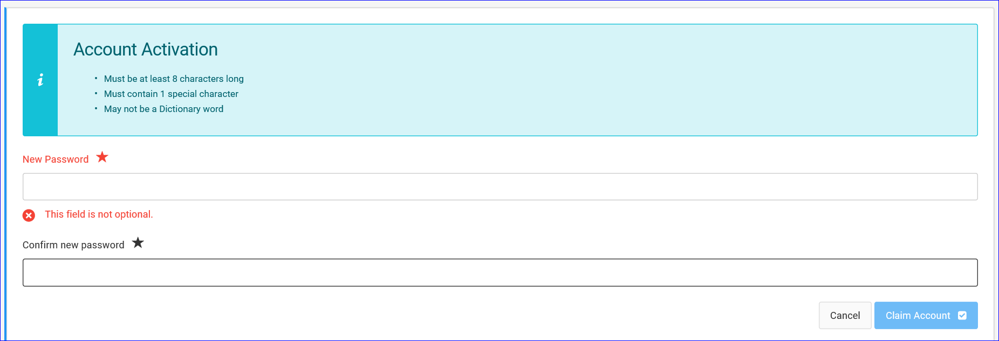 Account Activation
• Must be at least 8 characters long
• Must contain 1 special character
• May not be a Dictionary word
New Password ★
This field is not optional.
Confirm new password ★
Cancel Claim Account